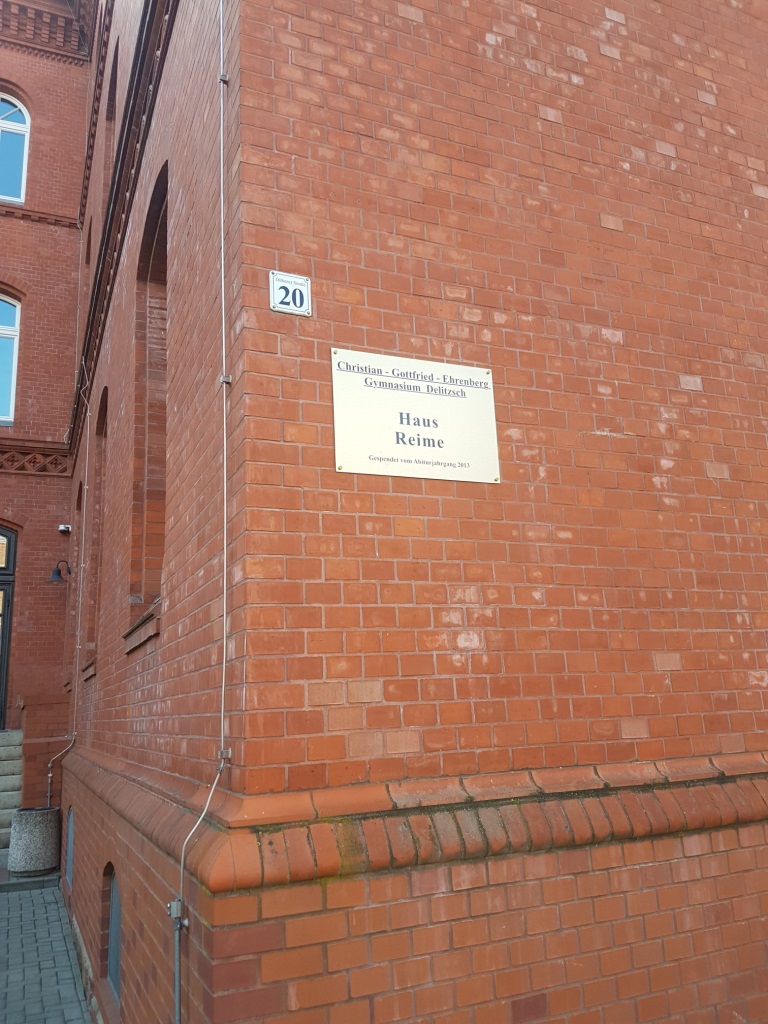 20
Christian - Gottfried - Ehrenberg
Gymnasium Delitzsch
Haus
Reime
Gespendet vom Abiturjahrgang 2013